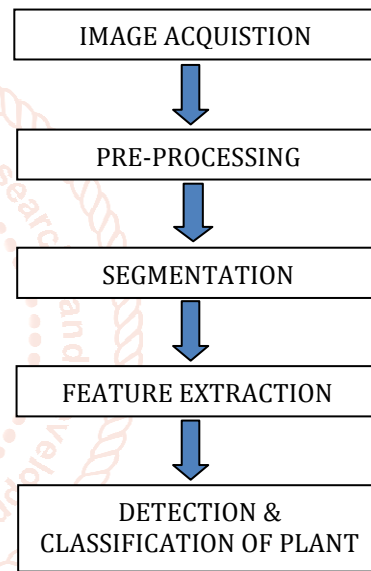 IMAGE ACQUISTION
PRE-PROCESSING
SEGMENTATION
FEATURE EXTRACTION
DETECTION &
CLASSIFICATION OF PLANT